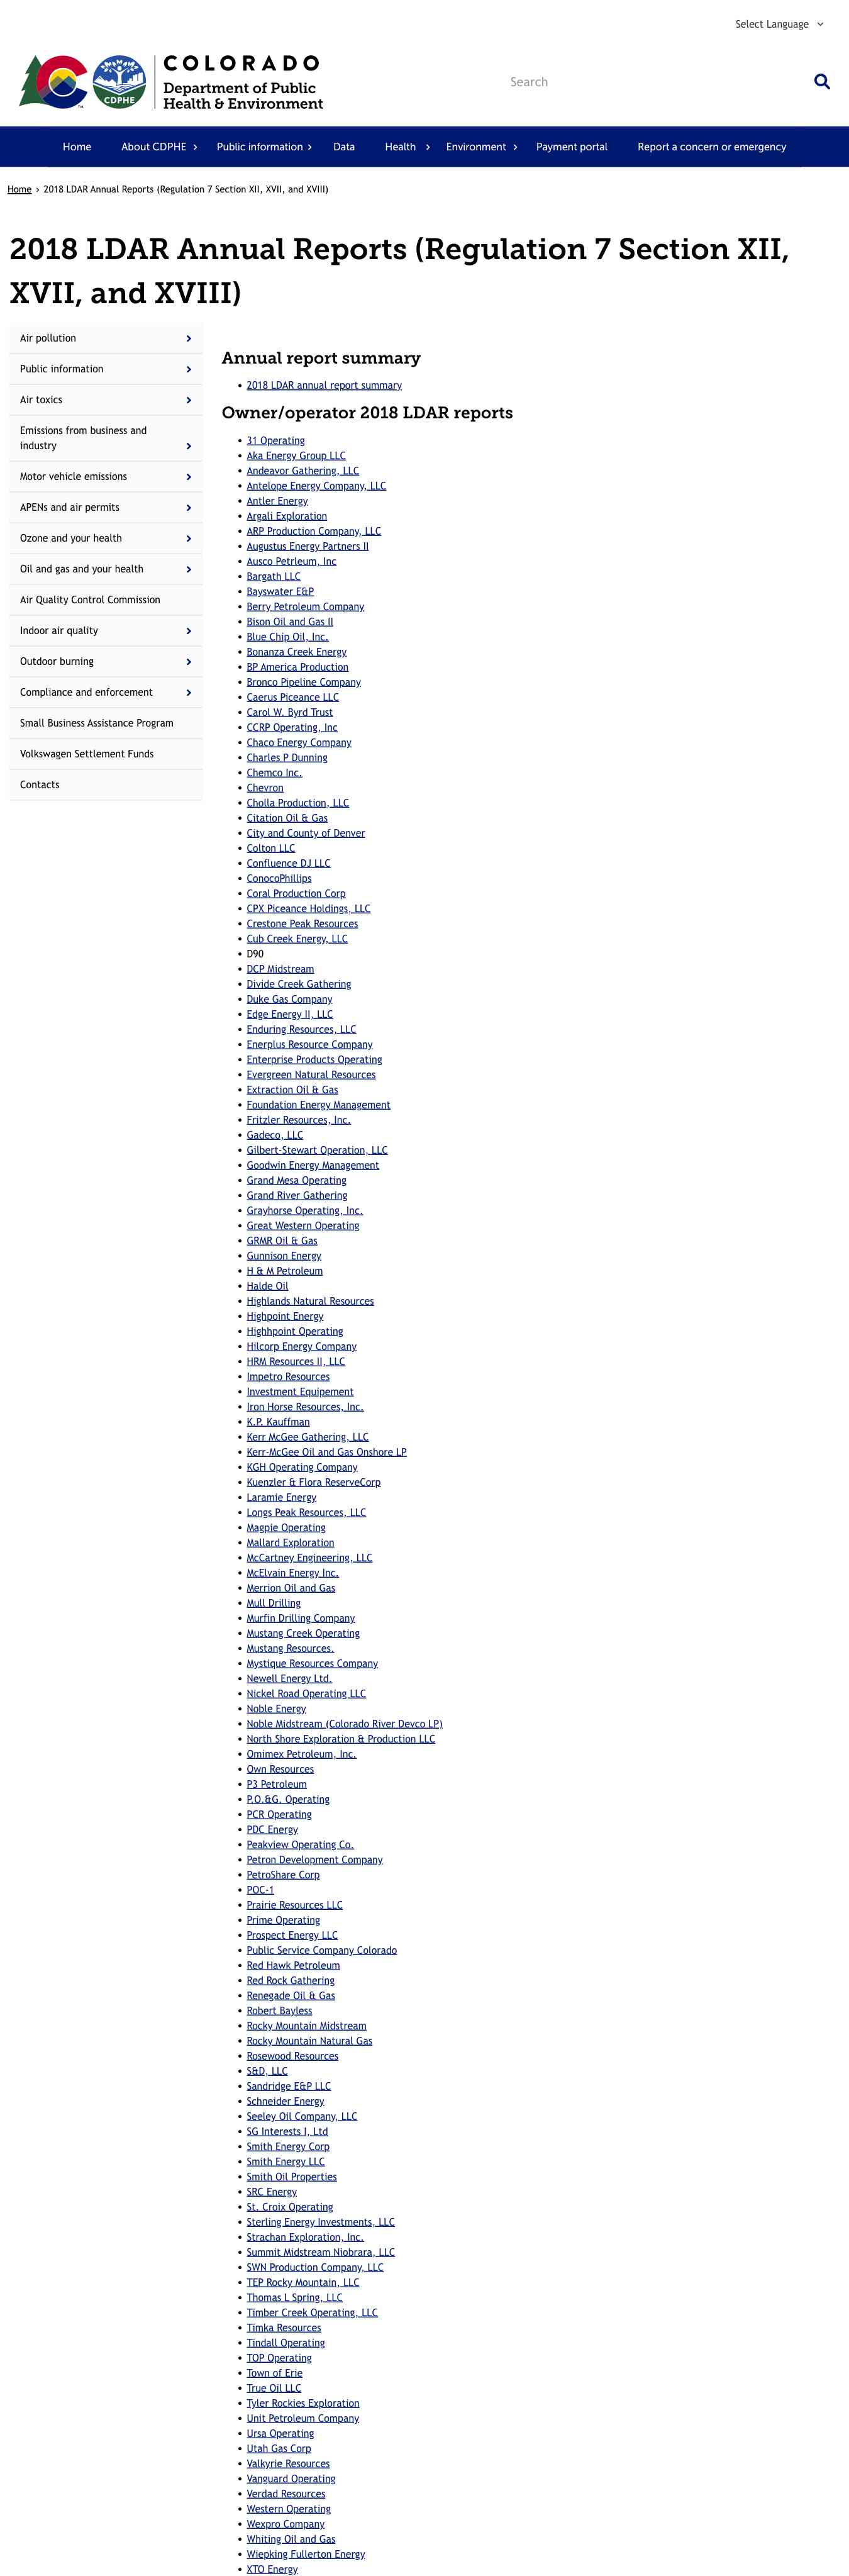 Select Language
COLORADO
Department of Public
Health & Environment
CDPHE
Search
Home About CDPHE Public information Data Health Environment Payment portal Report a concern or emergency
Home › 2018 LDAR Annual Reports (Regulation 7 Section XII, XVII, and XVIII)
2018 LDAR Annual Reports (Regulation 7 Section XII,
XVII, and XVIII)
Air pollution
Public information
Air toxics
Emissions from business and
industry
Motor vehicle emissions
APENs and air permits
Ozone and your health
Oil and gas and your health
Air Quality Control Commission
Indoor air quality
Outdoor burning
Compliance and enforcement
Small Business Assistance Program
Volkswagen Settlement Funds
Contacts
Annual report summary
• 2018 LDAR annual report summary
Owner/operator 2018 LDAR reports
• 31 Operating
• Aka Energy Group LLC
• Andeavor Gathering, LLC
• Antelope Energy Company, LLC
• Antler Energy
• Argali Exploration
• ARP Production Company, LLC
• Augustus Energy Partners II
• Ausco Petrleum, Inc
• Bargath LLC
• Bayswater E&P
• Berry Petroleum Company
• Bison Oil and Gas II
• Blue Chip Oil, Inc.
• Bonanza Creek Energy
• BP America Production
• Bronco Pipeline Company
• Caerus Piceance LLC
• Carol W. Byrd Trust
• CCRP Operating, Inc
• Chaco Energy Company
• Charles P Dunning
• Chemco Inc.
• Chevron
• Cholla Production, LLC
• Citation Oil & Gas
• City and County of Denver
• Colton LLC
• Confluence DJ LLC
• ConocoPhillips
• Coral Production Corp
• CPX Piceance Holdings, LLC
• Crestone Peak Resources
• Cub Creek Energy, LLC
• D90
• DCP Midstream
• Divide Creek Gathering
• Duke Gas Company
• Edge Energy II, LLC
• Enduring Resources, LLC
• Enerplus Resource Company
• Enterprise Products Operating
• Evergreen Natural Resources
• Extraction Oil & Gas
• Foundation Energy Management
• Fritzler Resources, Inc.
• Gadeco, LLC
• Gilbert-Stewart Operation, LLC
• Goodwin Energy Management
• Grand Mesa Operating
• Grand River Gathering
• Grayhorse Operating, Inc.
• Great Western Operating
• GRMR Oil & Gas
• Gunnison Energy
• H & M Petroleum
• Halde Oil
• Highlands Natural Resources
• Highpoint Energy
• Highhpoint Operating
• Hilcorp Energy Company
• HRM Resources II, LLC
• Impetro Resources
• Investment Equipement
• Iron Horse Resources, Inc.
• K.P. Kauffman
• Kerr McGee Gathering, LLC
• Kerr-McGee Oil and Gas Onshore LP
• KGH Operating Company
• Kuenzler & Flora ReserveCorp
• Laramie Energy
• Longs Peak Resources, LLC
• Magpie Operating
• Mallard Exploration
• McCartney Engineering, LLC
• McElvain Energy Inc.
• Merrion Oil and Gas
• Mull Drilling
• Murfin Drilling Company
• Mustang Creek Operating
• Mustang Resources.
• Mystique Resources Company
• Newell Energy Ltd.
• Nickel Road Operating LLC
• Noble Energy
• Noble Midstream (Colorado River Devco LP)
• North Shore Exploration & Production LLC
• Omimex Petroleum, Inc.
• Own Resources
• P3 Petroleum
• P.O.&G. Operating
• PCR Operating
• PDC Energy
• Peakview Operating Co.
• Petron Development Company
• PetroShare Corp
• POC-1
• Prairie Resources LLC
• Prime Operating
• Prospect Energy LLC
• Public Service Company Colorado
• Red Hawk Petroleum
• Red Rock Gathering
• Renegade Oil & Gas
• Robert Bayless
• Rocky Mountain Midstream
• Rocky Mountain Natural Gas
• Rosewood Resources
• S&D, LLC
• Sandridge E&P LLC
• Schneider Energy
• Seeley Oil Company, LLC
• SG Interests I, Ltd
• Smith Energy Corp
• Smith Energy LLC
• Smith Oil Properties
• SRC Energy
• St. Croix Operating
• Sterling Energy Investments, LLC
• Strachan Exploration, Inc.
• Summit Midstream Niobrara, LLC
• SWN Production Company, LLC
• TEP Rocky Mountain, LLC
• Thomas L Spring, LLC
• Timber Creek Operating, LLC
• Timka Resources
• Tindall Operating
• TOP Operating
• Town of Erie
• True Oil LLC
• Tyler Rockies Exploration
• Unit Petroleum Company
• Ursa Operating
• Utah Gas Corp
• Valkyrie Resources
• Vanguard Operating
• Verdad Resources
• Western Operating
• Wexpro Company
• Whiting Oil and Gas
• Wiepking Fullerton Energy
• XTO Energy